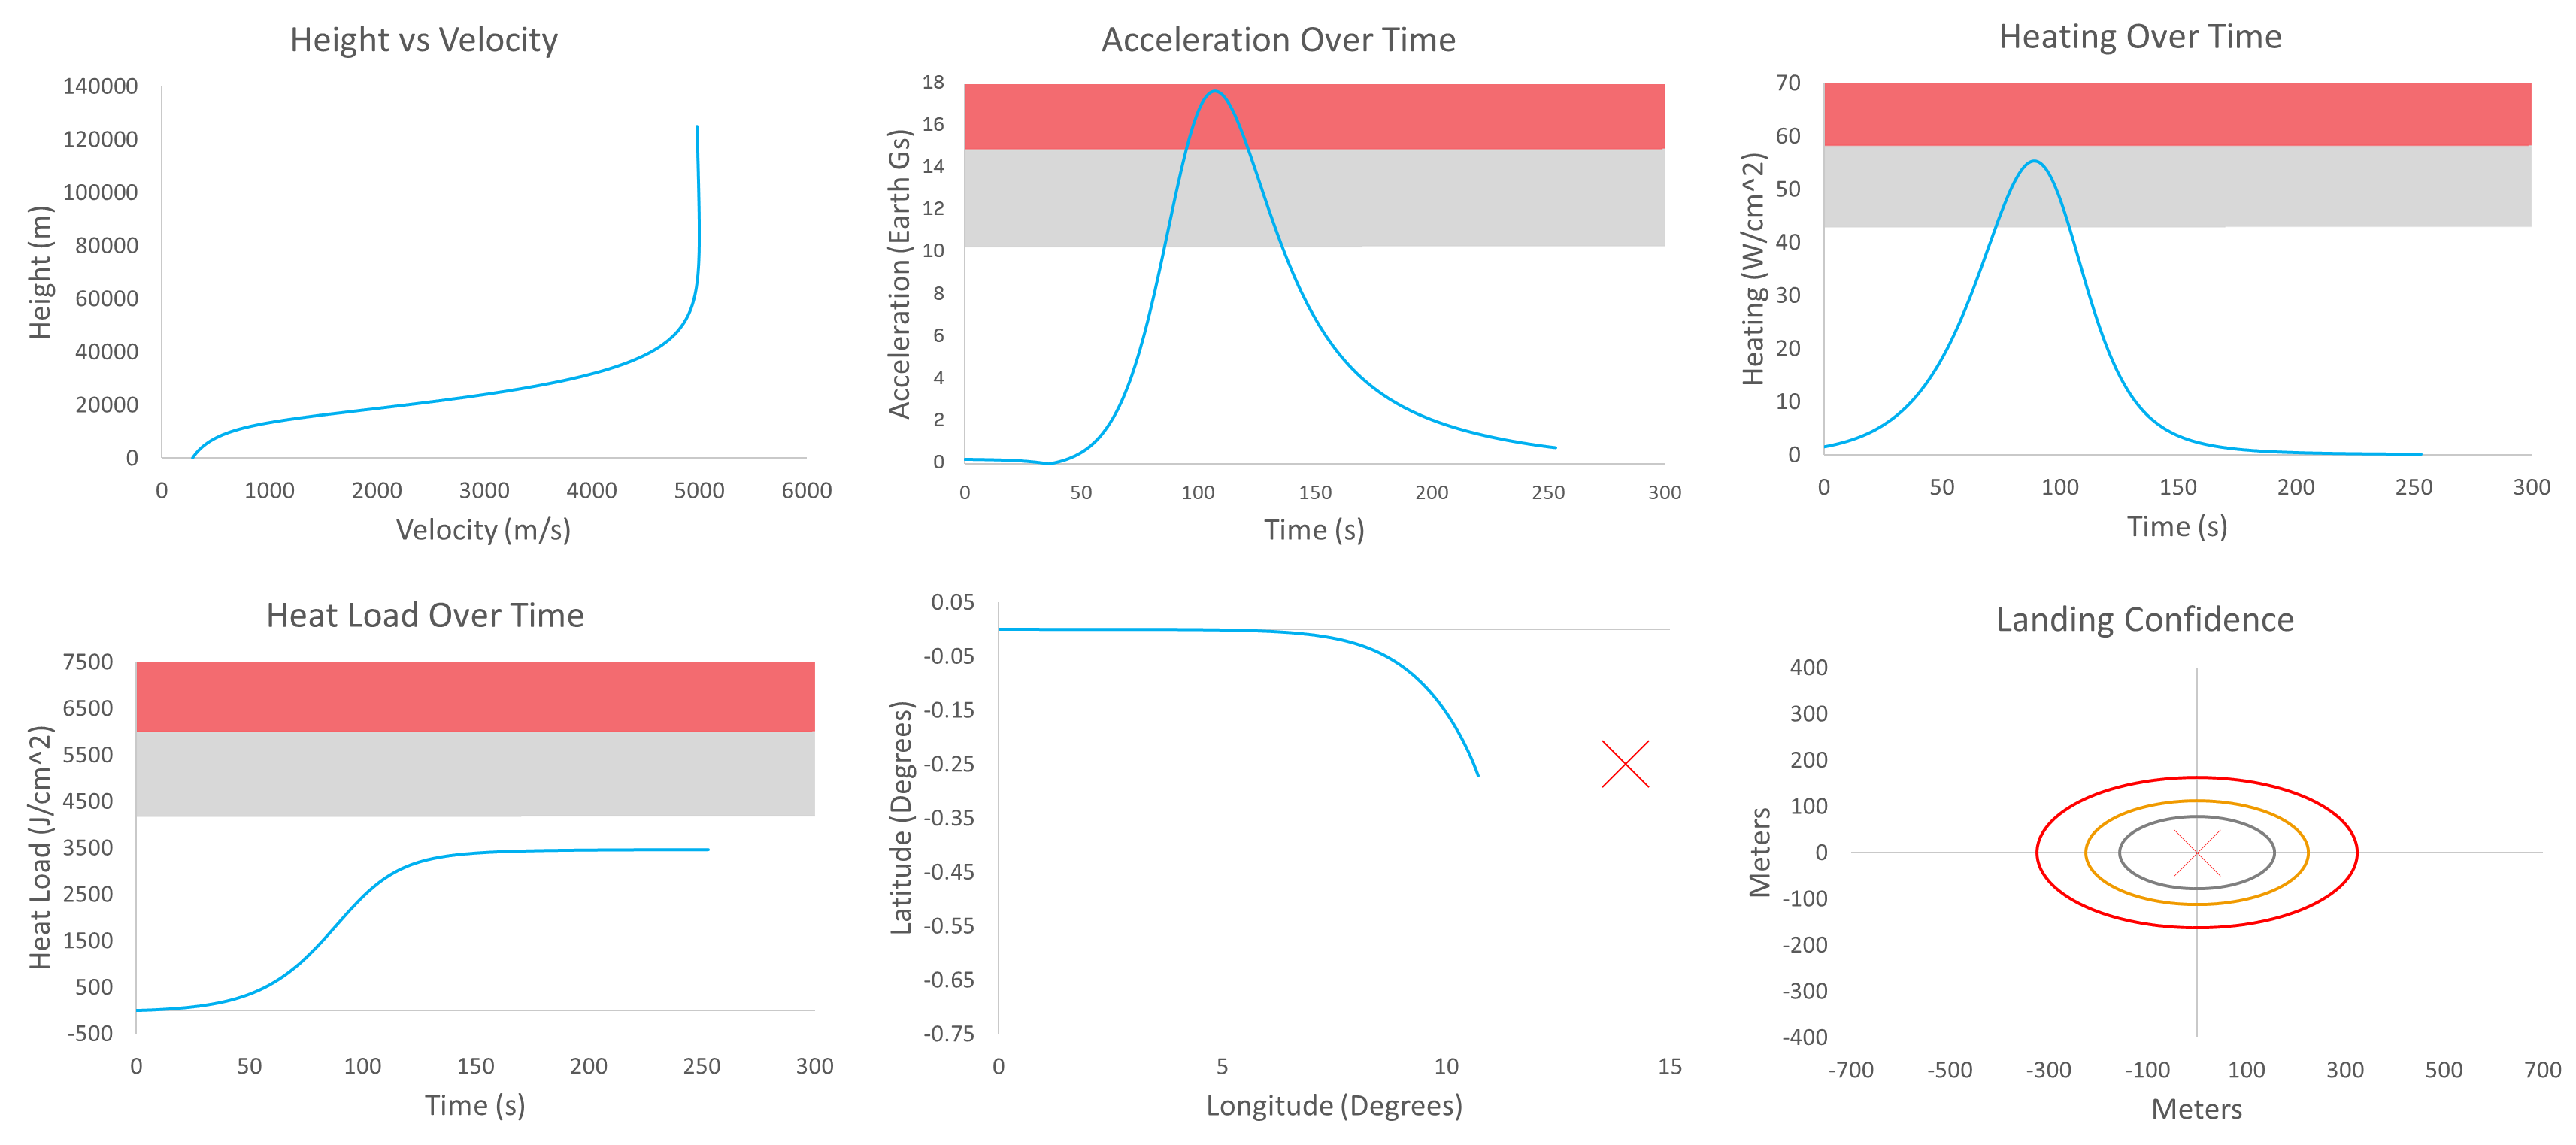 Height vs Velocity
140000
120000
100000
80000
60000
40000
20000
0
Height (m)
0 1000 2000 3000 4000 5000 6000
Velocity (m/s)
Acceleration Over Time
18
16
14
12
10
8
6
4
2
0
Acceleration (Earth Gs)
0 50 100 150 200 250 300
Time (s)
Heating Over Time
70
60
50
40
30
20
10
0
Heating (W/cm^2)
0 50 100 150 200 250 300
Time (s)
Heat Load Over Time
7500
6500
5500
4500
3500
2500
1500
500
-500
Heat Load (J/cm^2)
0 50 100 150 200 250 300
Time (s)
0.05
-0.05
-0.15
-0.25
-0.35
-0.45
-0.55
-0.65
-0.75
Latitude (Degrees)
0 5 10 15
Longitude (Degrees)
Landing Confidence
400
300
200
100
0
-100
-200
-300
-400
Meters
-700 -500 -300 -100 100 300 500 700
Meters